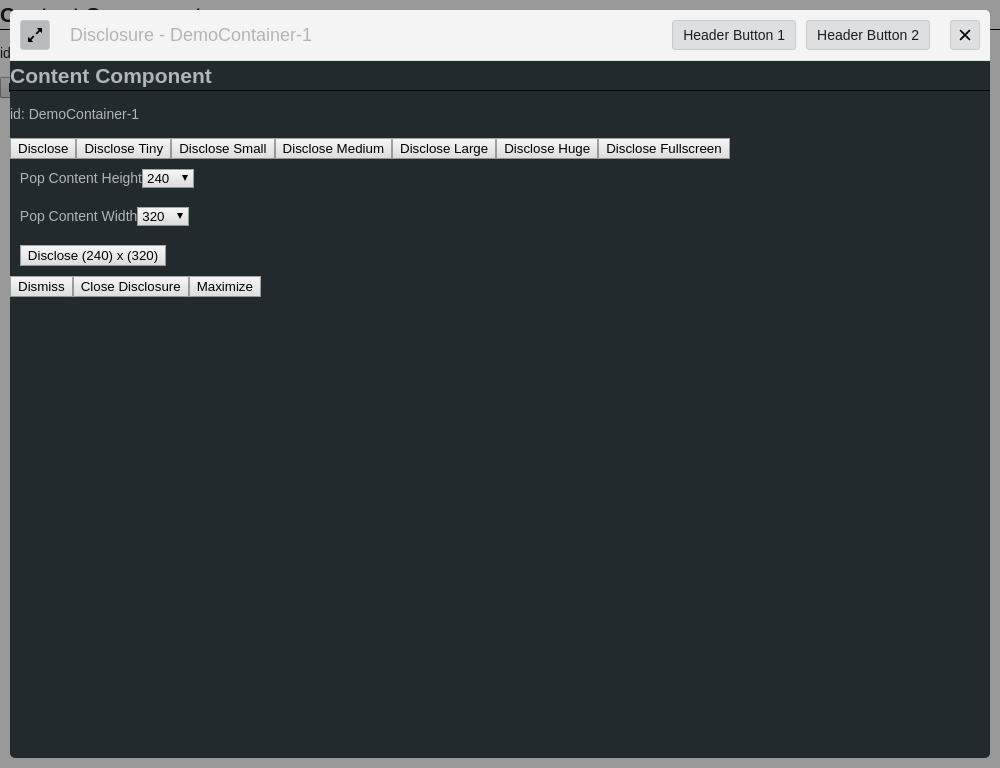 Disclosure - DemoContainer-1
Header Button 1
Header Button 2
Content Component
id: DemoContainer-1
Disclose
Disclose Tiny
Disclose Small
Disclose Medium
Disclose Large
Disclose Huge
Disclose Fullscreen
Pop Content Height 240
Pop Content Width 320
Disclose (240) x (320)
Dismiss
Close Disclosure
Maximize
id